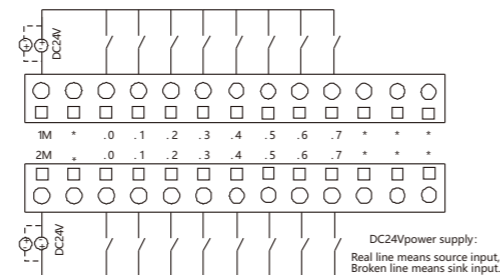 DC24V
1M * .0 .1 .2 .3 .4 .5 .6 .7 * * *
2M * .0 .1 .2 .3 .4 .5 .6 .7 * * *
DC24V
DC24Vpower supply:
Real line means source input,
Broken line means sink input.